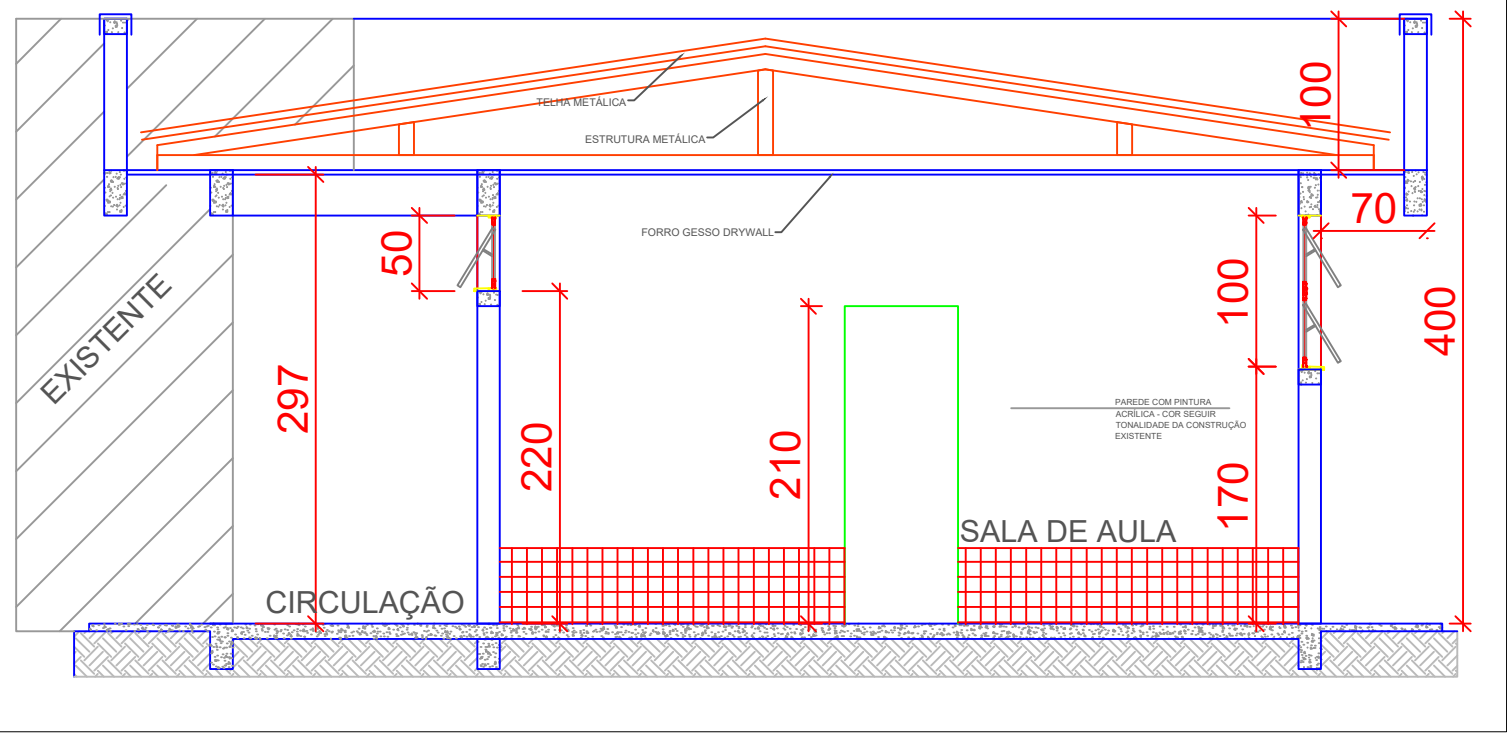 100
TELHA METÁLICA
ESTRUTURA METÁLICA
70
FORRO GESSO DRYWALL
50
100
400
EXISTENTE
297
PAREDE COM PINTURA
ACRÍLICA - COR SEGUIR
TONALIDADE DA CONSTRUÇÃO
EXISTENTE
220
210
170
SALA DE AULA
CIRCULAÇÃO